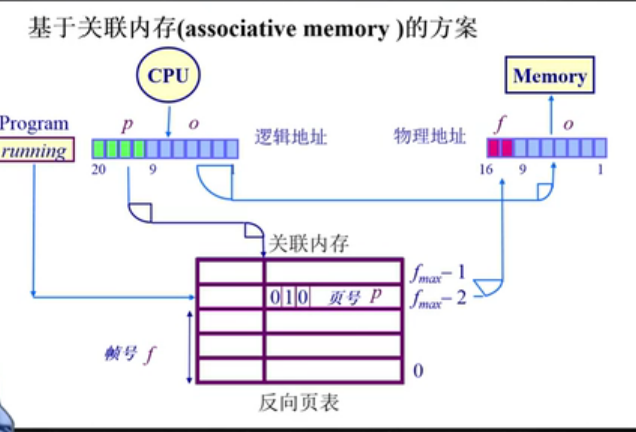 基于关联内存(associative memory )的方案
CPU
Memory
Program
running
p
o
逻辑地址
物理地址
f
o
20
9
1
16
9
1
关联内存
fmax− 1
0 1 0 页号 p
fmax− 2
帧号 f
0
反向页表